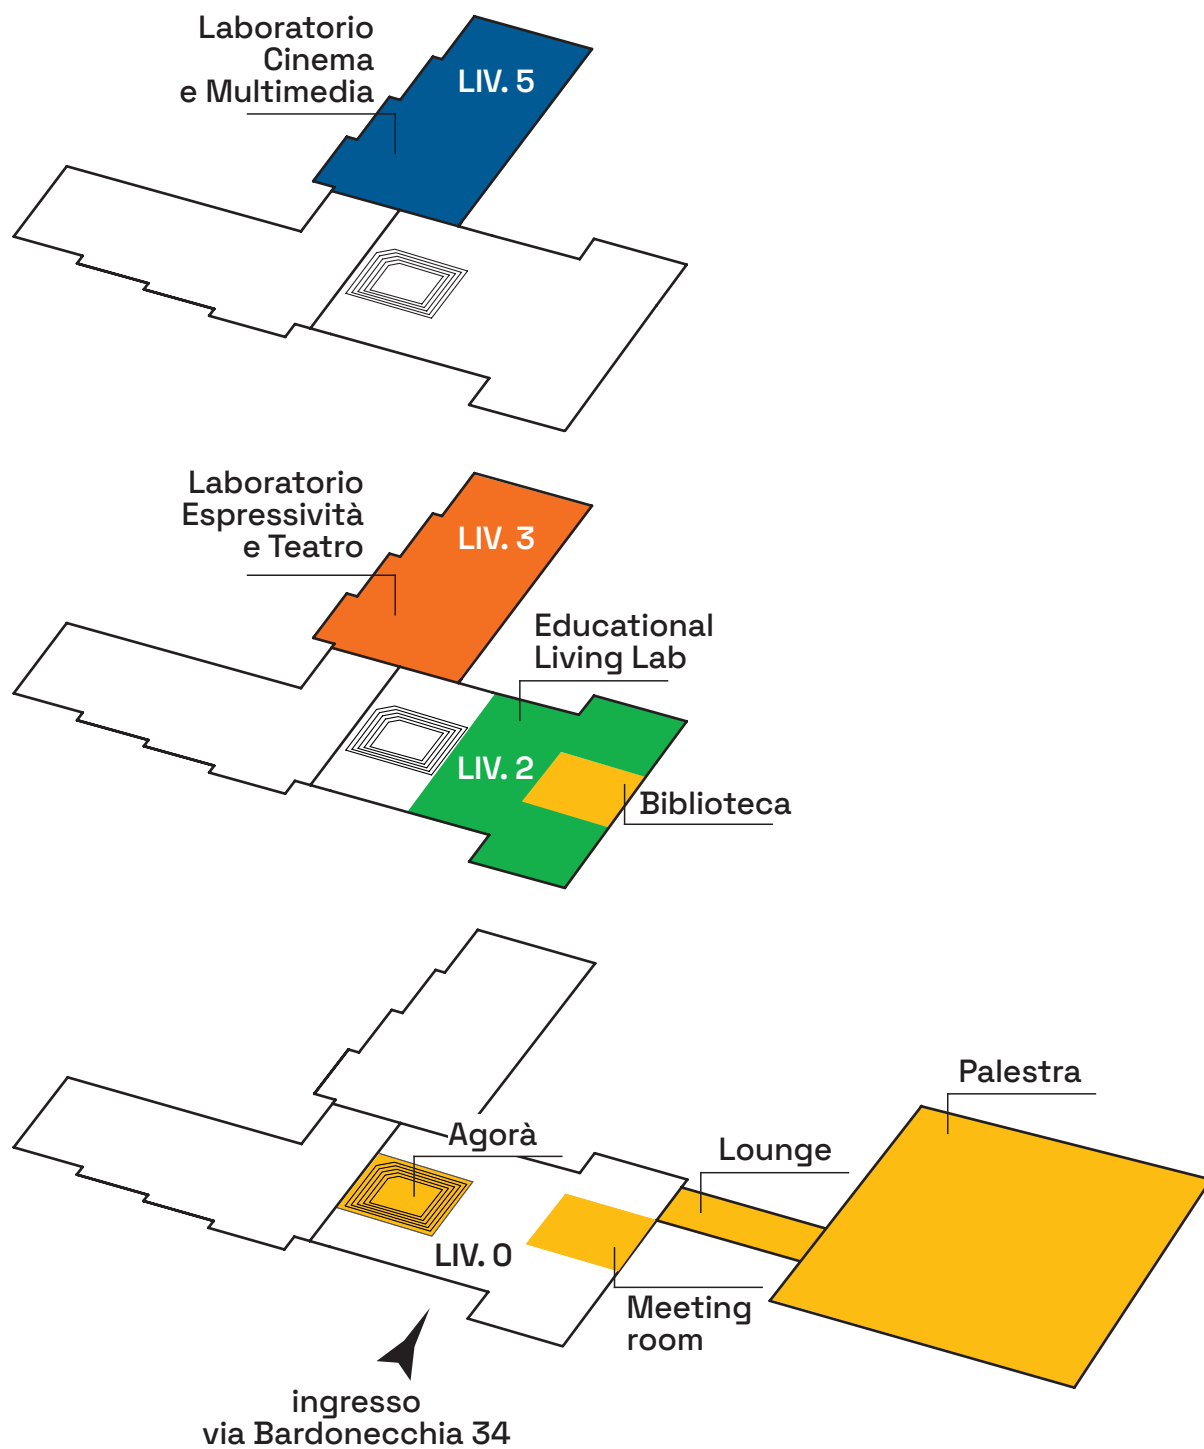 Laboratorio
Cinema
e Multimedia
LIV. 5
Laboratorio
Espressività
e Teatro
LIV. 3
Educational
Living Lab
LIV. 2
Biblioteca
Palestra
Agorà
Lounge
LIV. 0
Meeting
room
ingresso
via Bardonecchia 34